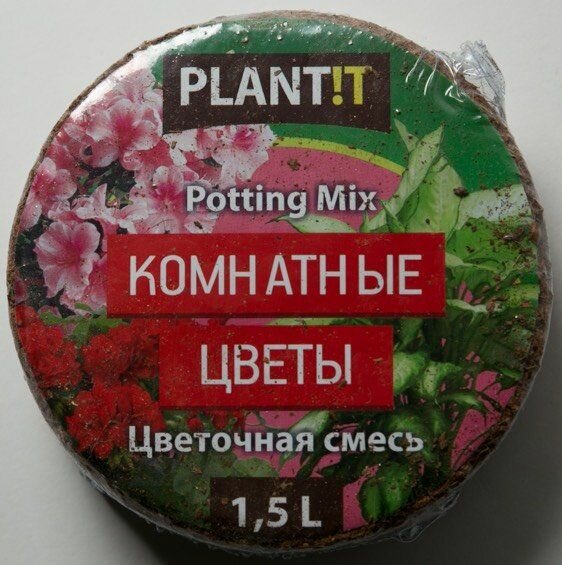 PLANT!T
Potting Mix
КОМНАТНЫЕ
ЦВЕТЫ
Цветочная смесь
1,5 L